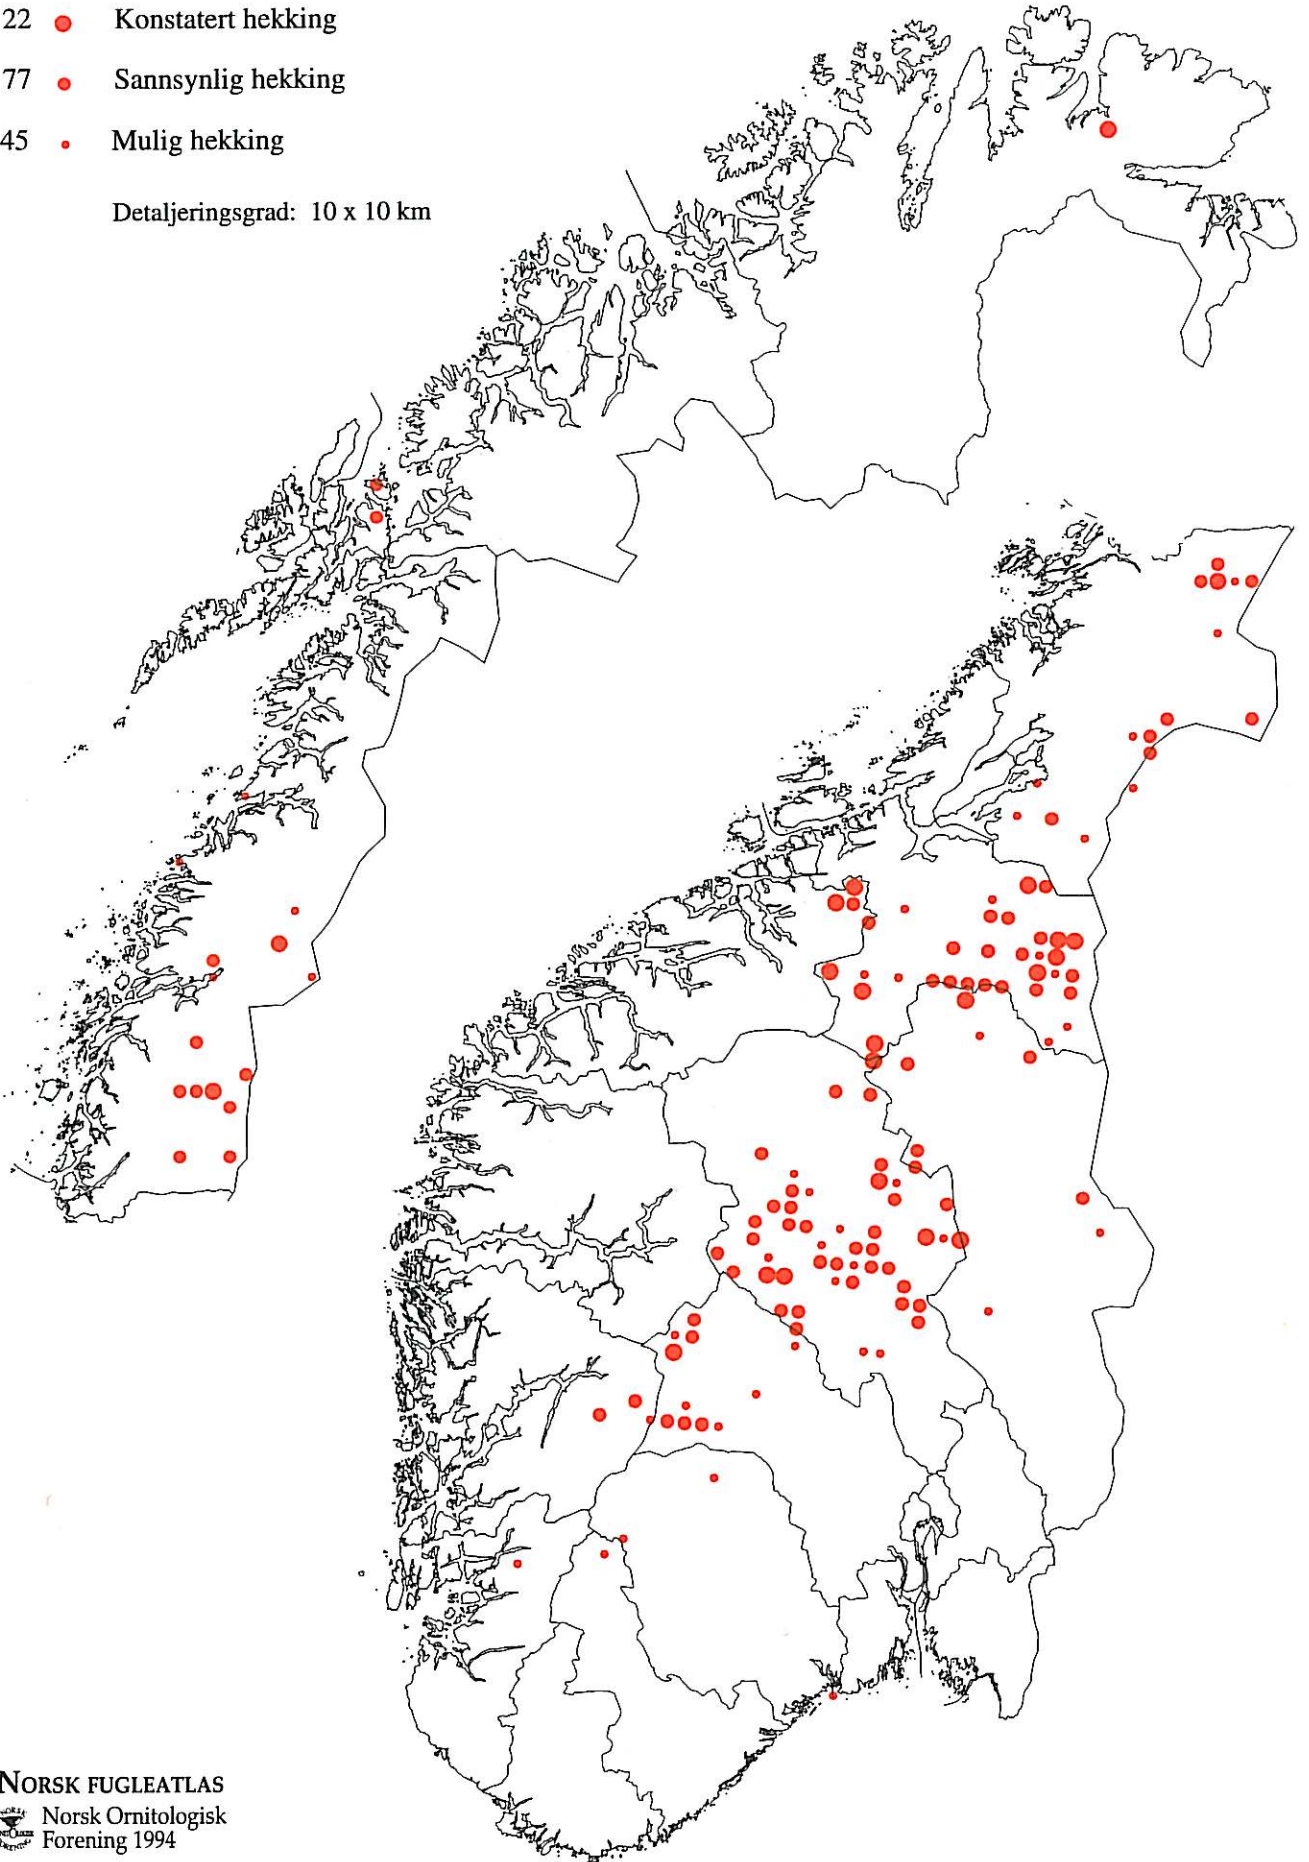 22 Konstatert hekking
77 Sannsynlig hekking
45 Mulig hekking
Detaljeringsgrad: 10 x 10 km
NORSK FUGLEATLAS
Norsk Ornitologisk
Forening 1994